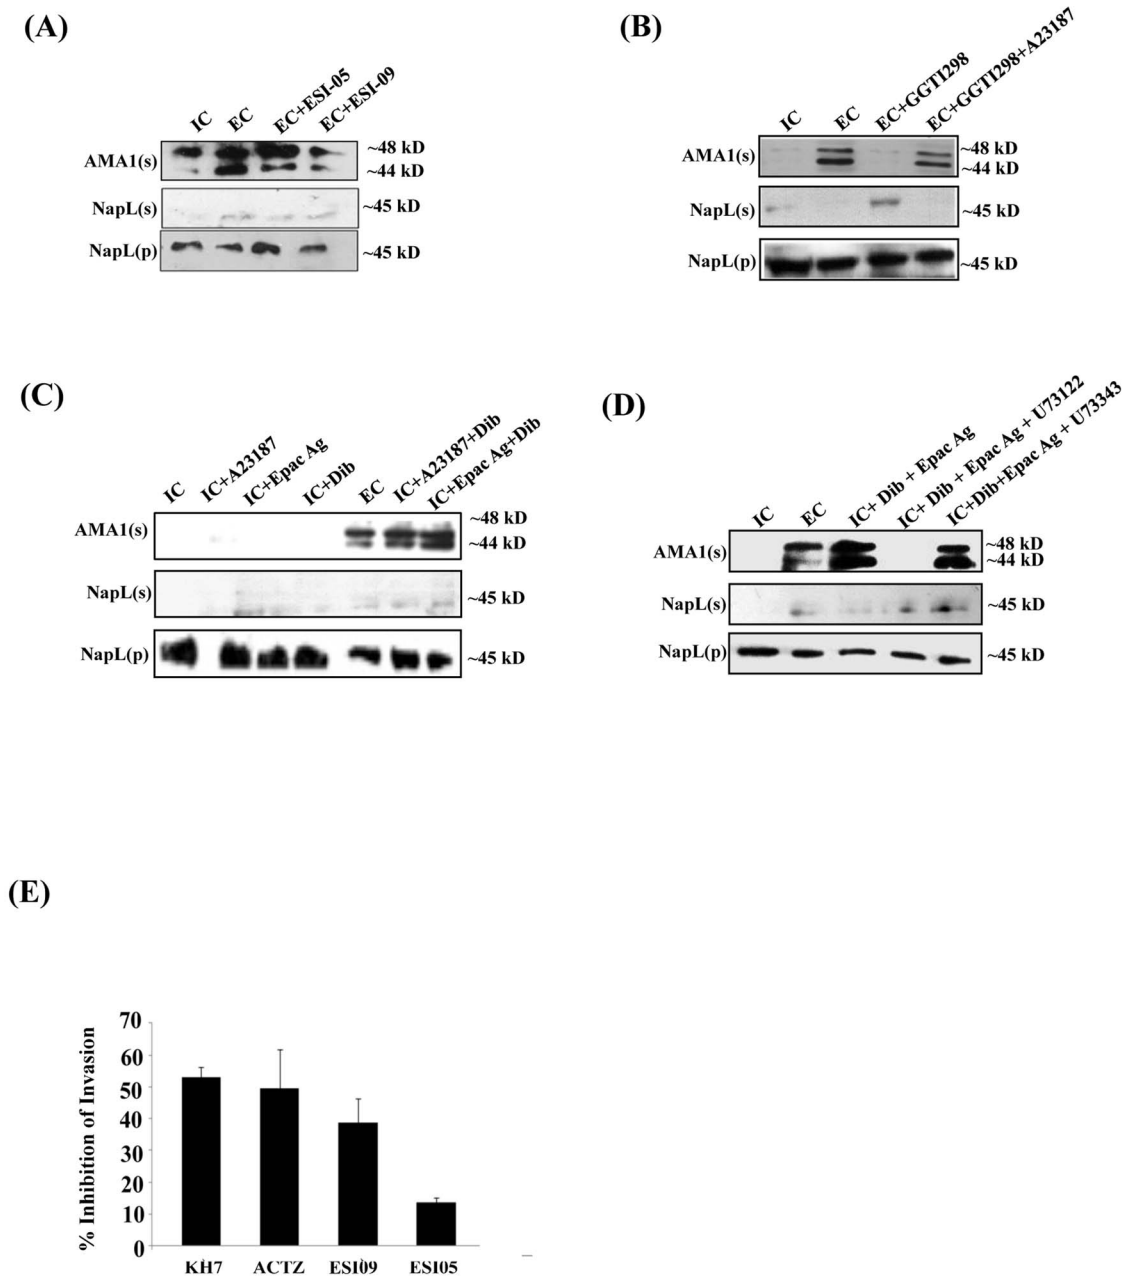 (A)
IC
EC
EC+ESI-05
EC+ESI-09
AMA1(s)
~48 kD
~44 kD
NapL(s)
~45 kD
NapL(p)
~45 kD
(B)
IC
EC
EC+GGTI298
EC+GGTI298+A23187
AMA1(s)
~48 kD
~44 kD
NapL(s)
~45 kD
NapL(p)
~45 kD
(C)
IC
IC+A23187
IC+Epac Ag
IC+Dib
EC
IC+A23187+Dib
IC+Epac Ag+Dib
AMA1(s)
~48 kD
~44 kD
NapL(s)
~45 kD
NapL(p)
~45 kD
(D)
IC
EC
IC+ Dib + Epac Ag
IC+ Dib + Epac Ag + U73122
IC+Dib+Epac Ag + U73343
AMA1(s)
~48 kD
~44 kD
NapL(s)
~45 kD
NapL(p)
~45 kD
(E)
% Inhibition of Invasion
70
60
50
40
30
20
10
0
KH7 ACTZ ESI09 ESI05